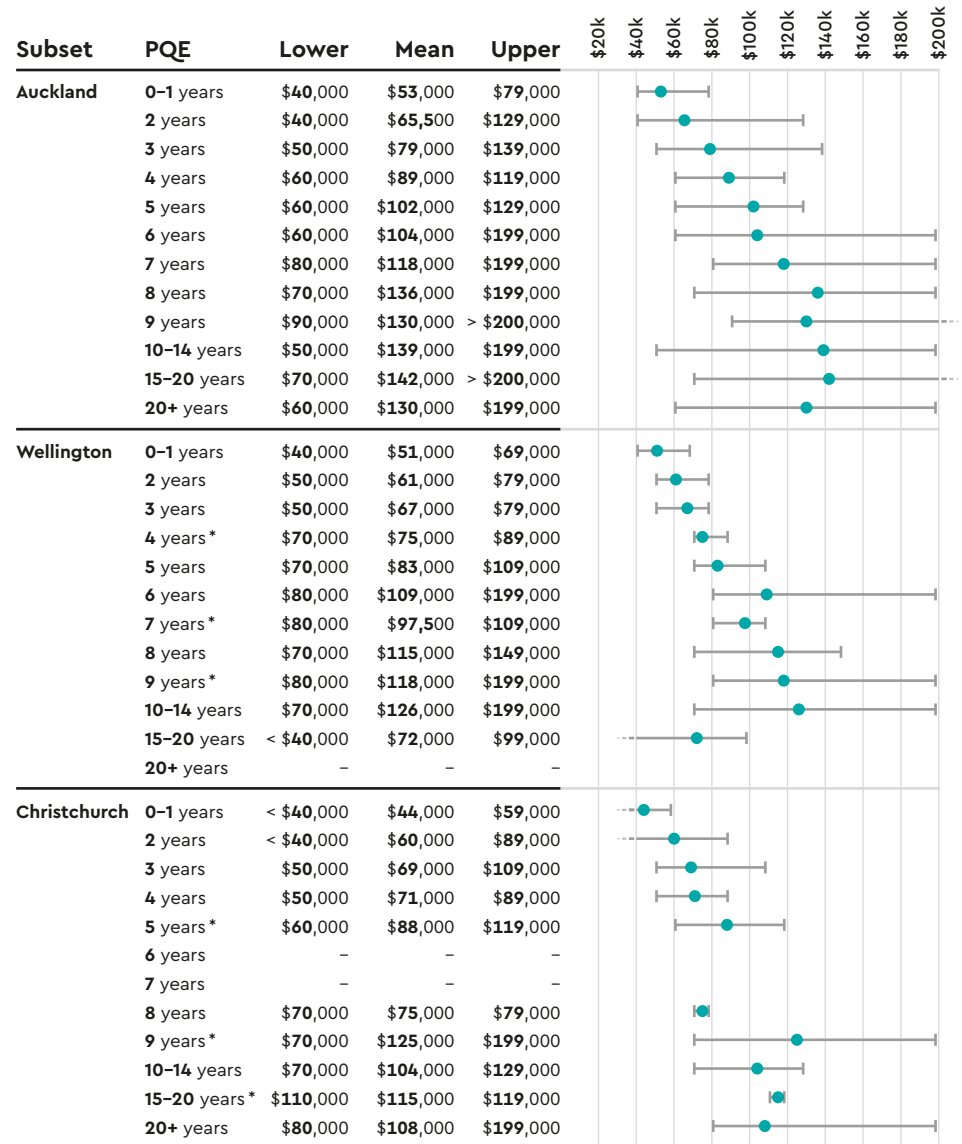 Subset PQE Lower Mean Upper $20k $40k $60k $80k $100k $120k $140k $160k $180k $200k
Auckland 0–1 years $40,000 $53,000 $79,000
2 years $40,000 $65,500 $129,000
3 years $50,000 $79,000 $139,000
4 years $60,000 $89,000 $119,000
5 years $60,000 $102,000 $129,000
6 years $60,000 $104,000 $199,000
7 years $80,000 $118,000 $199,000
8 years $70,000 $136,000 $199,000
9 years $90,000 $130,000 > $200,000
10–14 years $50,000 $139,000 $199,000
15–20 years $70,000 $142,000 > $200,000
20+ years $60,000 $130,000 $199,000
Wellington 0–1 years $40,000 $51,000 $69,000
2 years $50,000 $61,000 $79,000
3 years $50,000 $67,000 $79,000
4 years* $70,000 $75,000 $89,000
5 years $70,000 $83,000 $109,000
6 years $80,000 $109,000 $199,000
7 years* $80,000 $97,500 $109,000
8 years $70,000 $115,000 $149,000
9 years* $80,000 $118,000 $199,000
10–14 years $70,000 $126,000 $199,000
15–20 years < $40,000 $72,000 $99,000
20+ years – – –
Christchurch 0–1 years < $40,000 $44,000 $59,000
2 years < $40,000 $60,000 $89,000
3 years $50,000 $69,000 $109,000
4 years $50,000 $71,000 $89,000
5 years* $60,000 $88,000 $119,000
6 years – – –
7 years – – –
8 years $70,000 $75,000 $79,000
9 years* $70,000 $125,000 $199,000
10–14 years $70,000 $104,000 $129,000
15–20 years* $110,000 $115,000 $119,000
20+ years $80,000 $108,000 $199,000